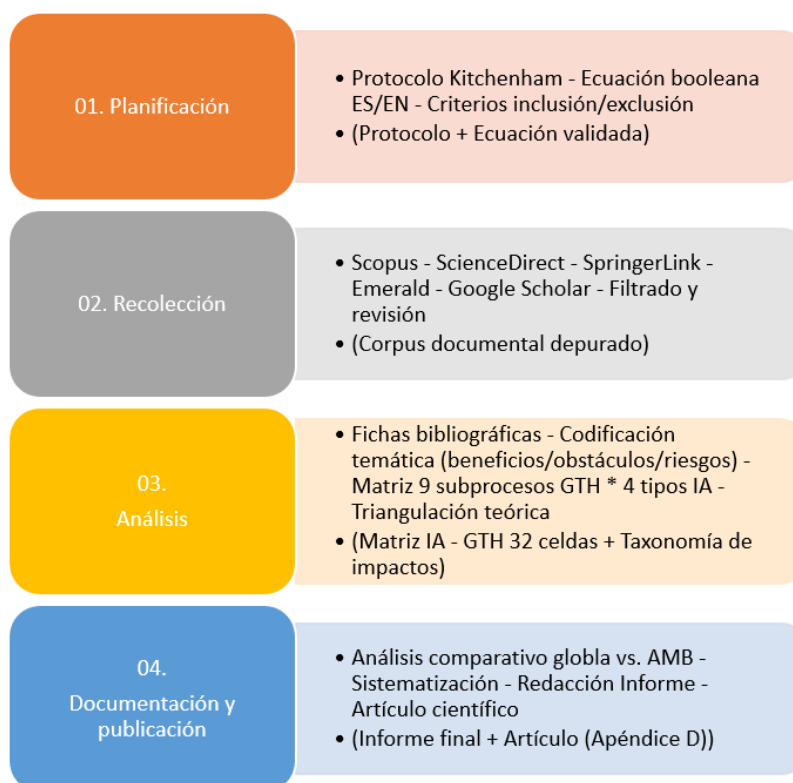 01. Planificación
• Protocolo Kitchenham - Ecuación booleana
ES/EN - Criterios inclusión/exclusión
• (Protocolo + Ecuación validada)
02. Recolección
• Scopus - ScienceDirect - SpringerLink -
Emerald - Google Scholar - Filtrado y
revisión
• (Corpus documental depurado)
03.
Análisis
• Fichas bibliográficas - Codificación
temática (beneficios/obstáculos/riesgos) -
Matriz 9 subprocesos GTH * 4 tipos IA -
Triangulación teórica
• (Matriz IA - GTH 32 celdas + Taxonomía de
impactos)
04.
Documentación y
publicación
• Análisis comparativo globla vs. AMB -
Sistematización - Redacción Informe -
Artículo científico
• (Informe final + Artículo (Apéndice D))